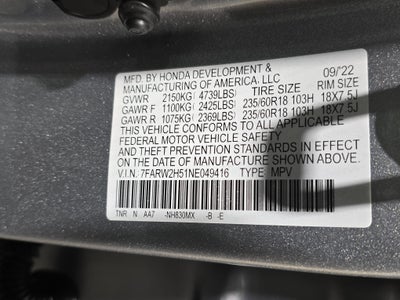 MFD. BY HONDA DEVELOPMENT & 09/'22
MANUFACTURING OF AMERICA, LLC
GVWR 2150KG( 4739LBS) TIRE SIZE RIM SIZE
GAWR F 1100KG( 2425LBS) 235/60R18 103H 18X7.5J
GAWR R 1075KG( 2369LBS) 235/60R18 103H 18X7.5J
THIS VEHICLE CONFORMS TO ALL APPLICABLE
FEDERAL MOTOR VEHICLE SAFETY
AND THEFT PREVENTION STANDARDS IN EFFECT
ON THE DATE OF MANUFACTURE SHOWN ABOVE.
V.I.N. 7FARW2H51NE049416 TYPE MPV
TNR N AA7 -NH830MX -B -E